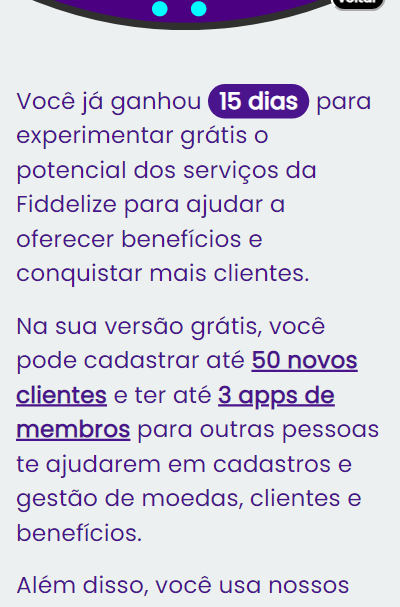 voltar
Você já ganhou 15 dias para
experimentar grátis o
potencial dos serviços da
Fiddelize para ajudar a
oferecer benefícios e
conquistar mais clientes.
Na sua versão grátis, você
pode cadastrar até 50 novos
clientes e ter até 3 apps de
membros para outras pessoas
te ajudarem em cadastros e
gestão de moedas, clientes e
benefícios.
Além disso, você usa nossos